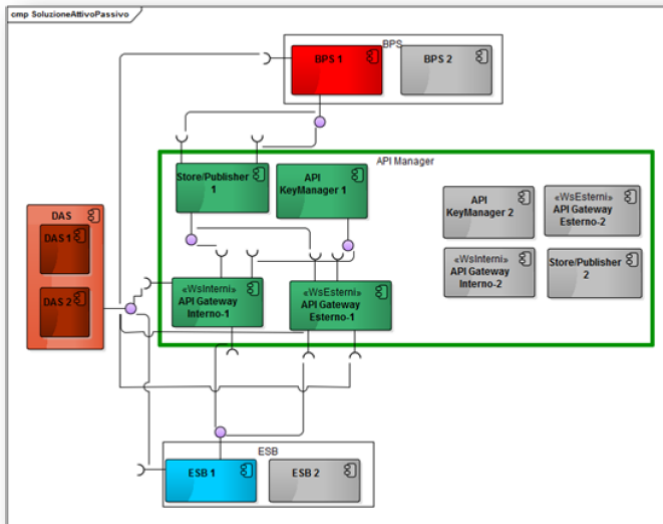 cmp SoluzioneAttivoPassivo
BPS
BPS 1
BPS 2
API Manager
Store/Publisher
1
API
KeyManager 1
API
KeyManager 2
«WsEsterni»
API Gateway
Esterno-2
DAS
DAS 1
DAS 2
«WsInterni»
API Gateway
Interno-1
«WsEsterni»
API Gateway
Esterno-1
«WsInterni»
API Gateway
Interno-2
Store/Publisher
2
ESB
ESB 1
ESB 2